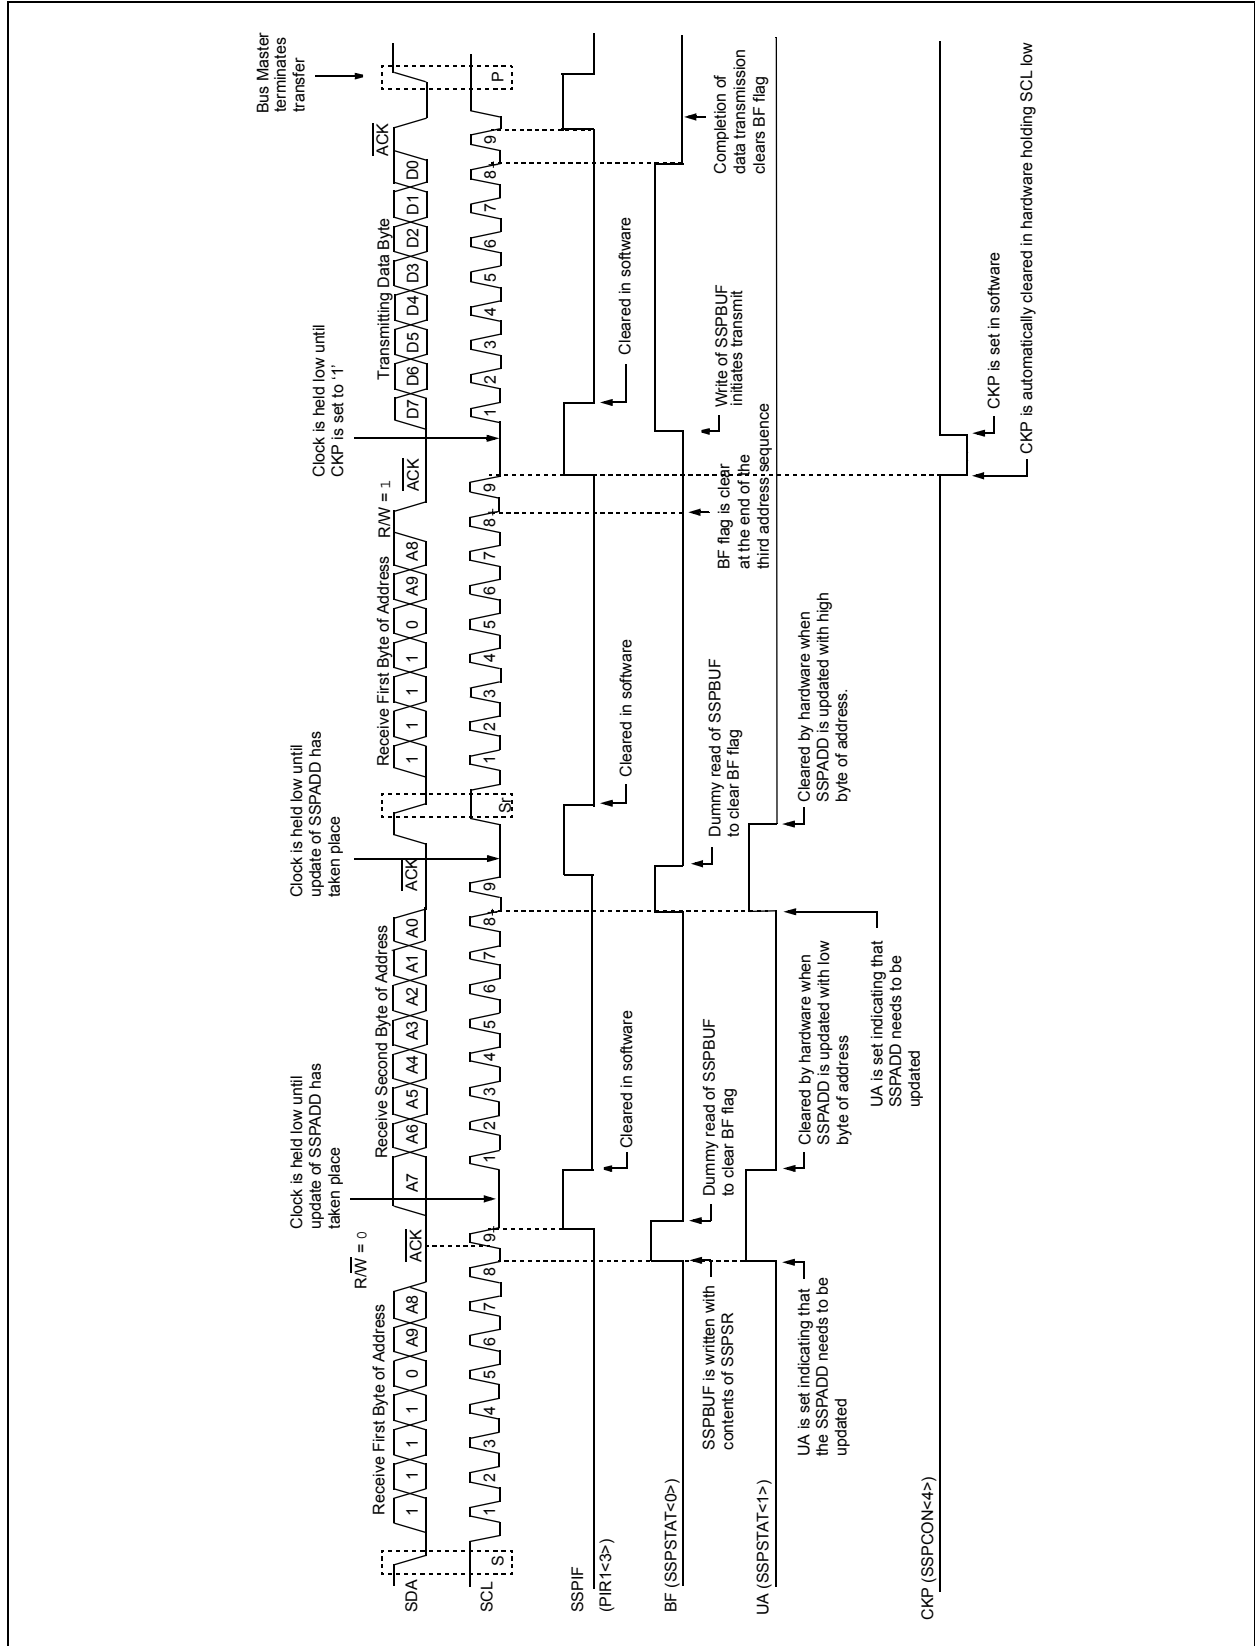 Bus Master
terminates
transfer
Clock is held low until
update of SSPADD has
taken place
Clock is held low until
update of SSPADD has
taken place
Clock is held low until
CKP is set to ‘1’
R/W = 0
R/W = 1
Receive First Byte of Address
ACK
Receive Second Byte of Address
ACK
Receive First Byte of Address
ACK
Transmitting Data Byte
ACK
SDA
1 1 1 1 0 A9 A8
A7 A6 A5 A4 A3 A2 A1 A0
1 1 1 1 0 A9 A8
D7 D6 D5 D4 D3 D2 D1 D0
SCL
S
1 2 3 4 5 6 7 8 9
1 2 3 4 5 6 7 8 9
Sr
1 2 3 4 5 6 7 8 9
1 2 3 4 5 6 7 8 9
P
SSPIF
(PIR1<3>)
Cleared in software
Cleared in software
Cleared in software
BF (SSPSTAT<0>)
SSPBUF is written with
contents of SSPSR
Dummy read of SSPBUF
to clear BF flag
Dummy read of SSPBUF
to clear BF flag
BF flag is clear
at the end of the
third address sequence
Write of SSPBUF
initiates transmit
Completion of
data transmission
clears BF flag
UA (SSPSTAT<1>)
UA is set indicating that
the SSPADD needs to be
updated
Cleared by hardware when
SSPADD is updated with low
byte of address
UA is set indicating that
SSPADD needs to be
updated
Cleared by hardware when
SSPADD is updated with high
byte of address.
CKP (SSPCON<4>)
CKP is set in software
CKP is automatically cleared in hardware holding SCL low